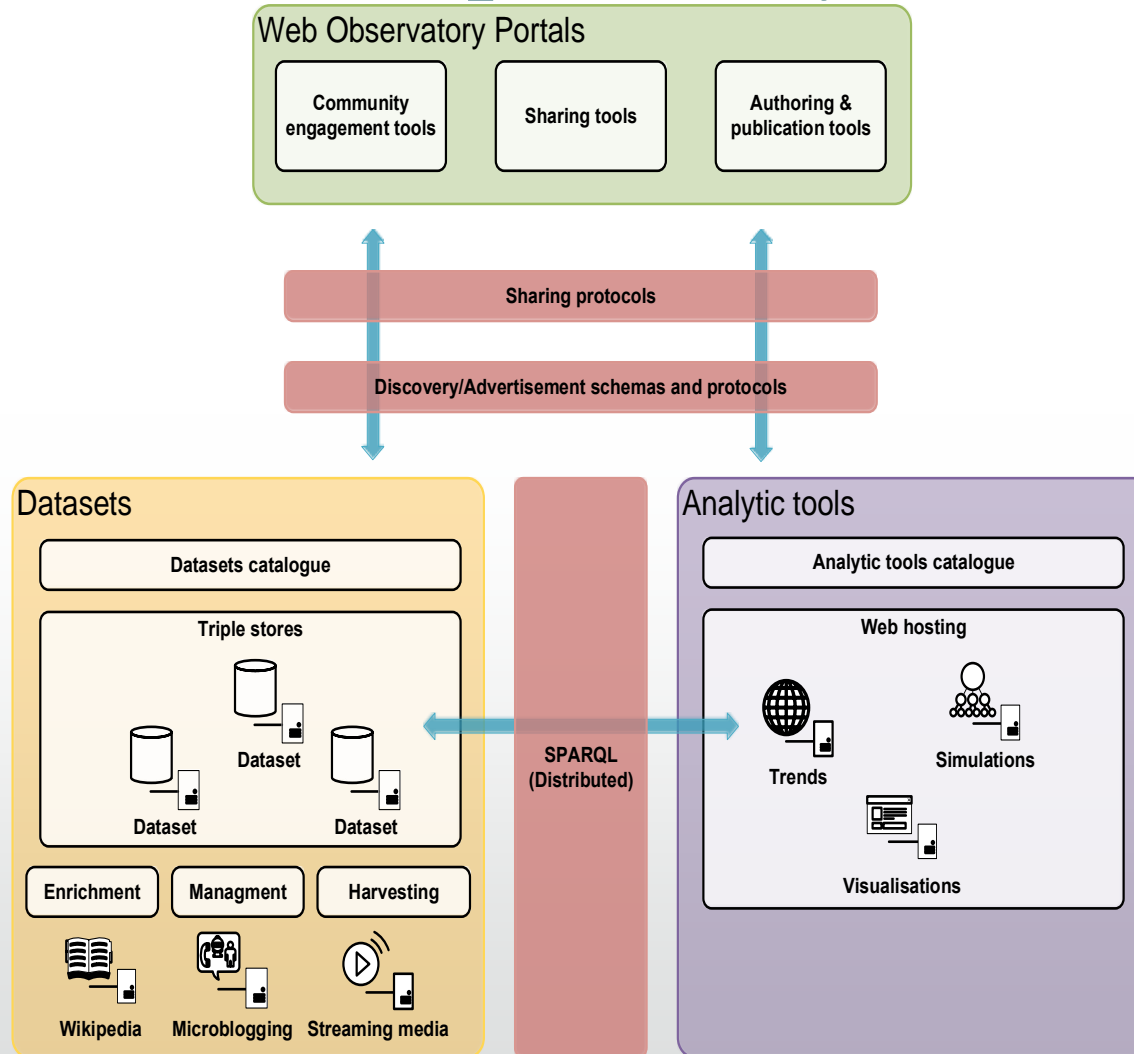 Web Observatory Portals
Community
engagement tools
Sharing tools
Authoring &
publication tools
Sharing protocols
Discovery/Advertisement schemas and protocols
Datasets
Datasets catalogue
Triple stores
Dataset
Dataset
Dataset
Enrichment
Managment
Harvesting
Wikipedia
Microblogging
Streaming media
SPARQL
(Distributed)
Analytic tools
Analytic tools catalogue
Web hosting
Trends
Simulations
Visualisations